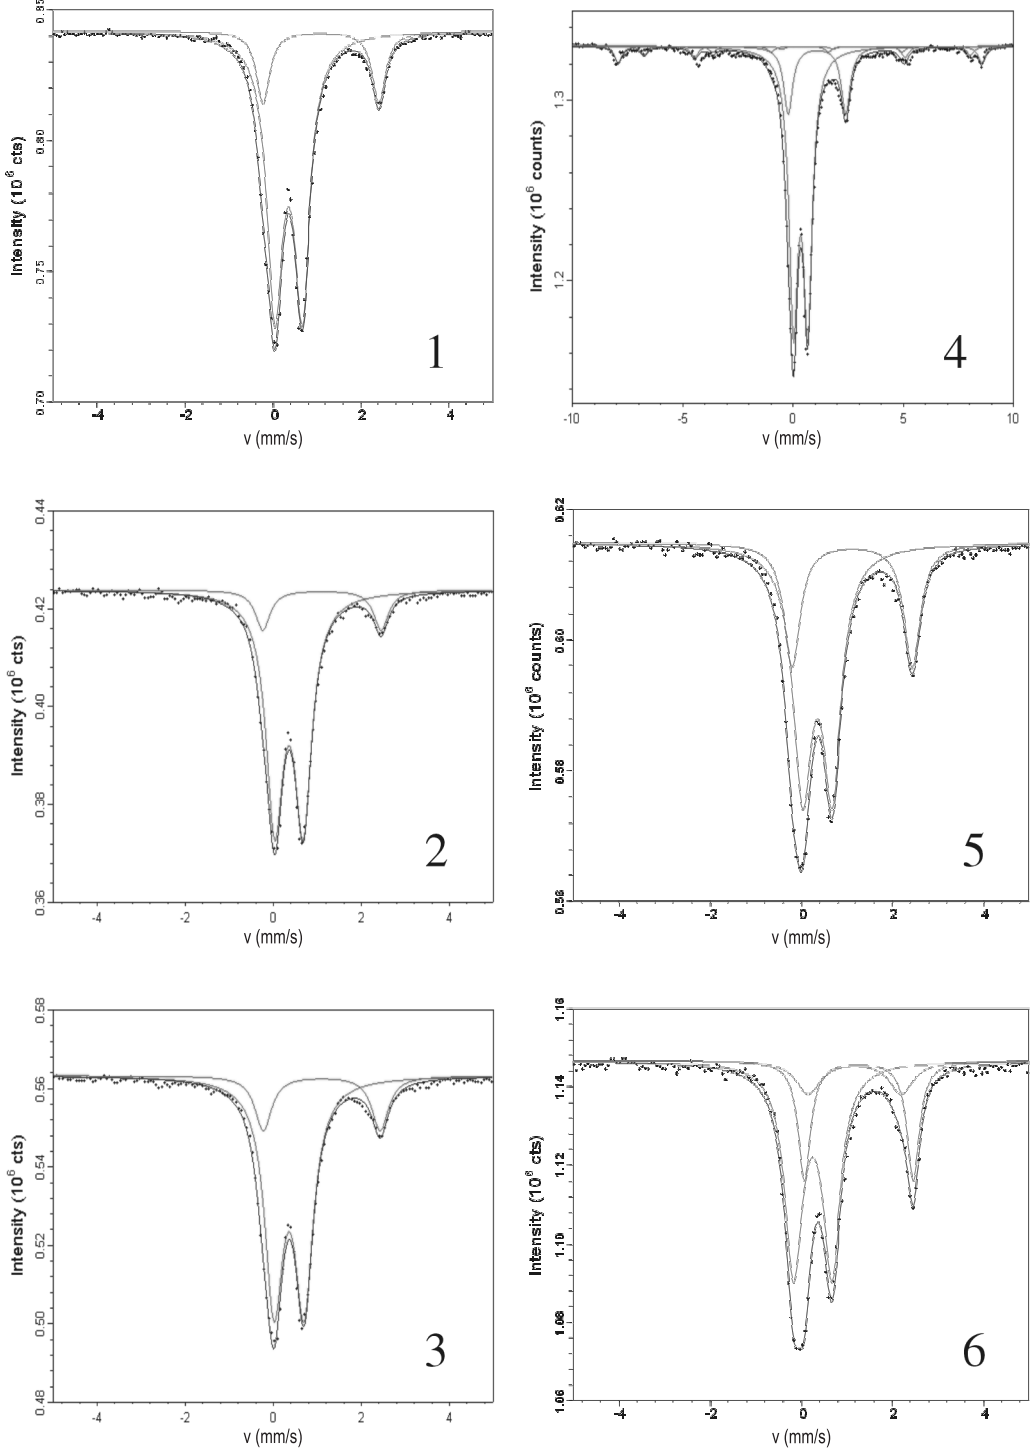 0.85
0.80
0.75
0.70
Intensity (10⁶ cts)
1
-4 -2 0 2 4
v (mm/s)
1.3
1.2
Intensity (10⁶ counts)
4
-10 -5 0 5 10
v (mm/s)
0.44
0.42
0.40
0.38
0.36
Intensity (10⁶ cts)
2
-4 -2 0 2 4
v (mm/s)
0.62
0.60
0.58
0.56
Intensity (10⁶ counts)
5
-4 -2 0 2 4
v (mm/s)
0.58
0.56
0.54
0.52
0.50
0.48
Intensity (10⁶ cts)
3
-4 -2 0 2 4
v (mm/s)
1.16
1.14
1.12
1.10
1.08
1.06
Intensity (10⁶ cts)
6
-4 -2 0 2 4
v (mm/s)